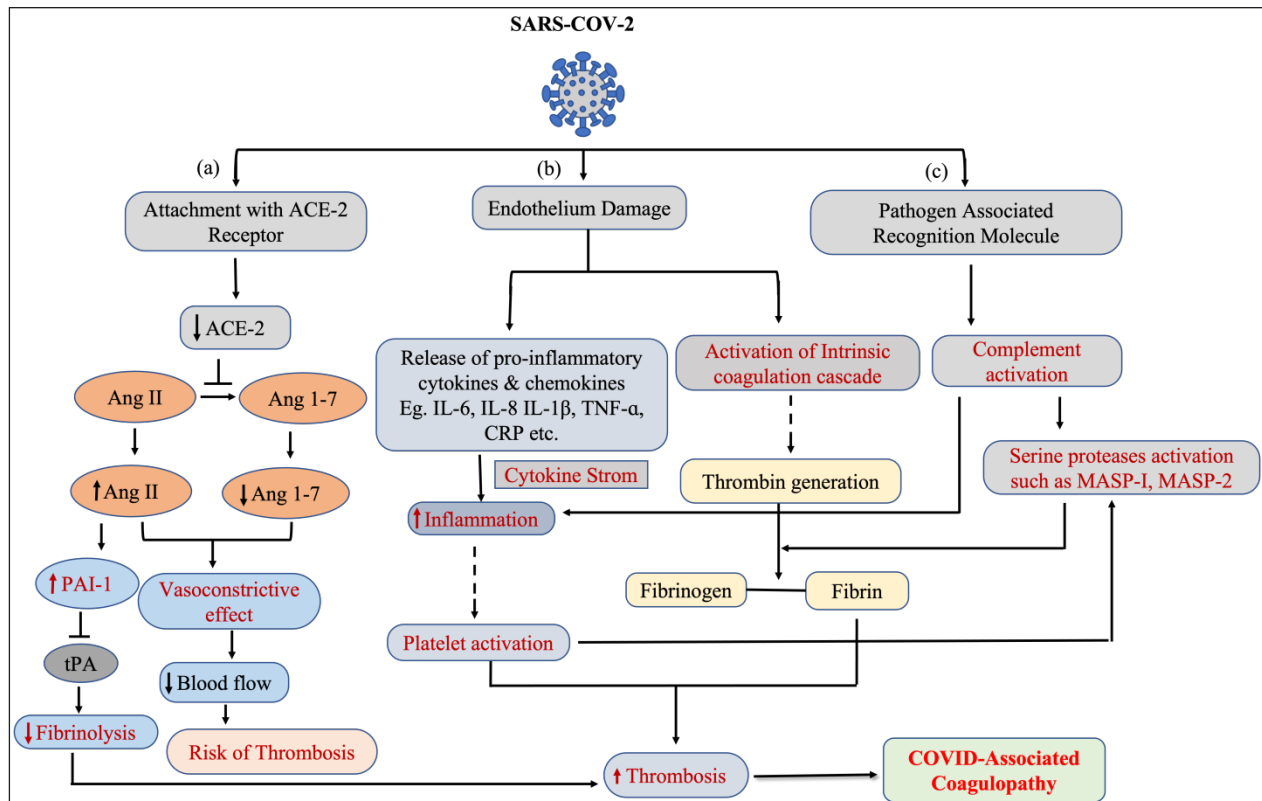 SARS-COV-2
(a)
(b)
(c)
Attachment with ACE-2
Receptor
Endothelium Damage
Pathogen Associated
Recognition Molecule
ACE-2
Release of pro-inflammatory
cytokines & chemokines
Eg. IL-6, IL-8 IL-1β, TNF-α,
CRP etc.
Activation of Intrinsic
coagulation cascade
Complement
activation
Ang II
Ang 1-7
Cytokine Strom
Thrombin generation
Serine proteases activation
such as MASP-I, MASP-2
↑Ang II
↓Ang 1-7
↑Inflammation
↑PAI-1
Vasoconstrictive
effect
Fibrinogen
Fibrin
Platelet activation
tPA
↓Blood flow
↓Fibrinolysis
Risk of Thrombosis
↑Thrombosis
COVID-Associated
Coagulopathy